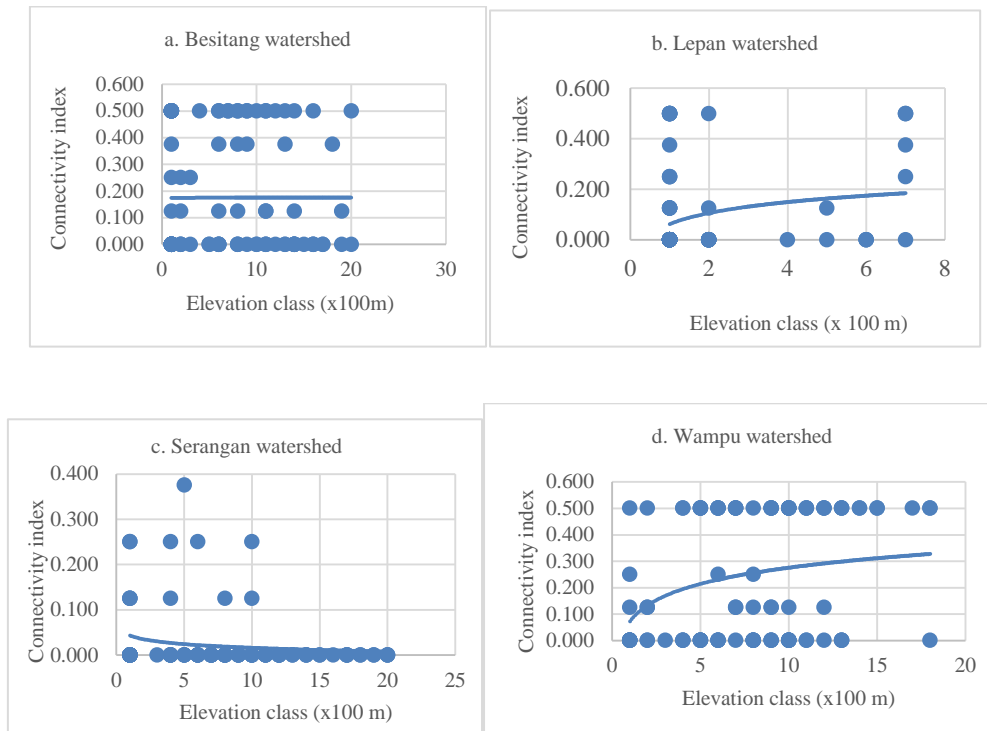 a. Besitang watershed
Connectivity index
0.600
0.500
0.400
0.300
0.200
0.100
0.000
0 10 20 30
Elevation class (x100m)
b. Lepan watershed
Connectivity index
0.600
0.400
0.200
0.000
0 2 4 6 8
Elevation class (x 100 m)
c. Serangan watershed
Connectivity index
0.400
0.300
0.200
0.100
0.000
0 5 10 15 20 25
Elevation class (x100 m)
d. Wampu watershed
Connectivity index
0.600
0.500
0.400
0.300
0.200
0.100
0.000
0 5 10 15 20
Elevation class (x100 m)